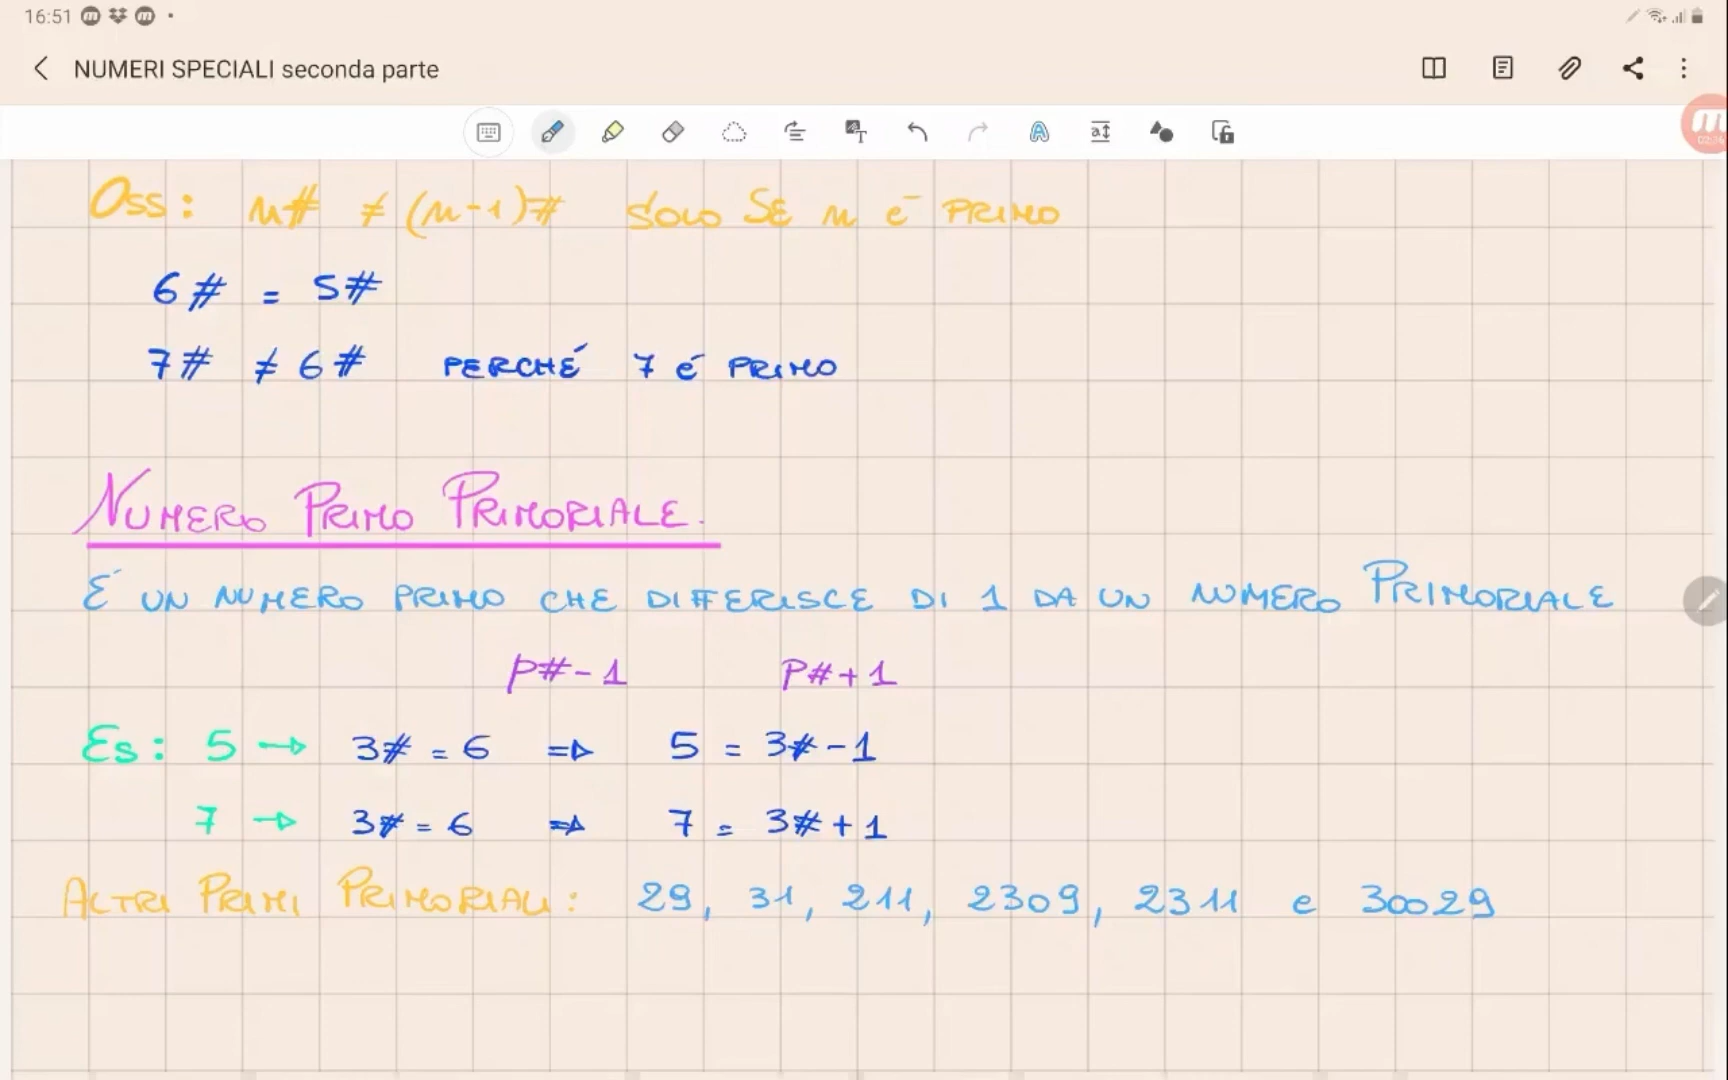 16:51
NUMERI SPECIALI seconda parte
02:36
Oss: n# ≠ (n-1)# SOLO SE n è PRIMO
6# = 5#
7# ≠ 6# PERCHÉ 7 é PRIMO
NUMERO PRIMO PRIMORIALE.
É UN NUMERO PRIMO CHE DIFFERISCE DI 1 DA UN NUMERO PRIMORIALE
P#-1 P#+1
Es: 5 → 3# = 6 ⇒ 5 = 3#-1
7 → 3# = 6 ⇒ 7 = 3#+1
ALTRI PRIMI PRIMORIALI: 29, 31, 211, 2309, 2311 e 30029